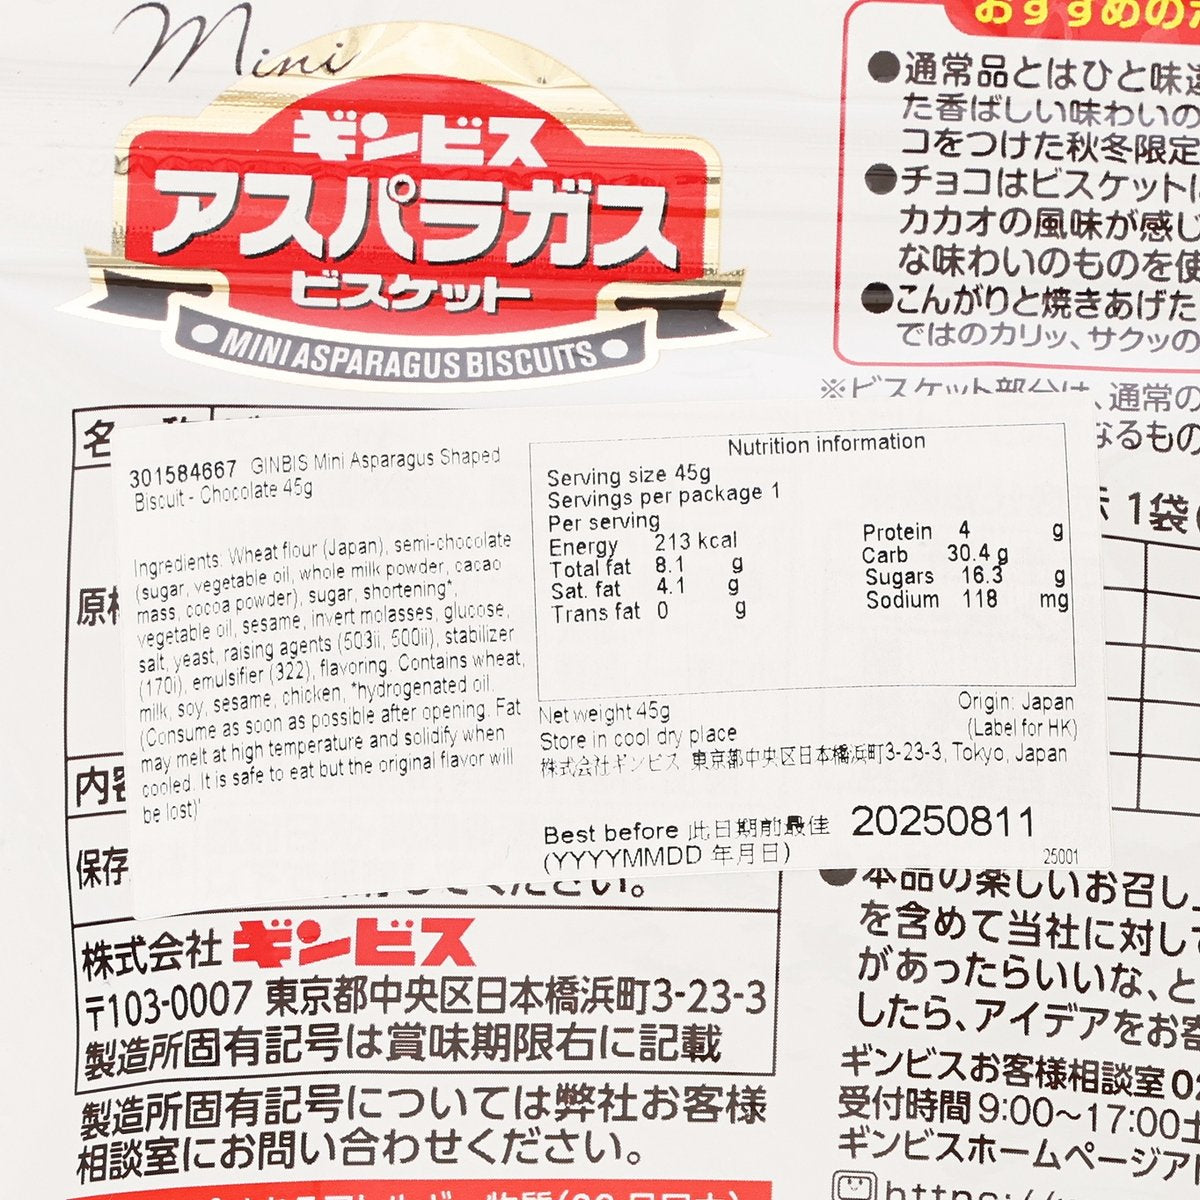 Mini
ギンビス
アスパラガス
ビスケット
MINI ASPARAGUS BISCUITS
おすすめの
●通常品とはひと味違
た香ばしい味わいの
コをつけた秋冬限定
●チョコはビスケットに
カカオの風味が感じ
な味わいのものを使
●こんがりと焼きあげた
ではのカリッ、サクッの
※ビスケット部分は、通常の
なるもの
301584667 GINBIS Mini Asparagus Shaped
Biscuit - Chocolate 45g
Ingredients: Wheat flour (Japan), semi-chocolate
(sugar, vegetable oil, whole milk powder, cacao
mass, cocoa powder), sugar, shortening*,
vegetable oil, sesame, invert molasses, glucose,
salt, yeast, raising agents (503ii, 500ii), stabilizer
(170i), emulsifier (322), flavoring. Contains wheat,
milk, soy, sesame, chicken, *hydrogenated oil.
(Consume as soon as possible after opening. Fat
may melt at high temperature and solidify when
cooled. It is safe to eat but the original flavor will
be lost)'
Nutrition information
Serving size 45g
Servings per package 1
Per serving
Energy 213 kcal
Total fat 8.1 g
Sat. fat 4.1 g
Trans fat 0 g
Protein 4 g
Carb 30.4 g
Sugars 16.3 g
Sodium 118 mg
Net weight 45g
Store in cool dry place
Origin: Japan
(Label for HK)
株式会社ギンビス 東京都中央区日本橋浜町3-23-3, Tokyo, Japan
Best before 此日期前最佳 20250811
(YYYYMMDD 年月日)
25001
名
原
内容
保存
ください。
1袋
株式会社 ギンビス
〒103-0007 東京都中央区日本橋浜町3-23-3
製造所固有記号は賞味期限右に記載
製造所固有記号については弊社お客様
相談室にお問い合わせください。
●本品の楽しいお召し上
を含めて当社に対して
があったらいいな、と
したら、アイデアをお客
ギンビスお客様相談室
受付時間 9:00〜17:00土
ギンビスホームページア
https://